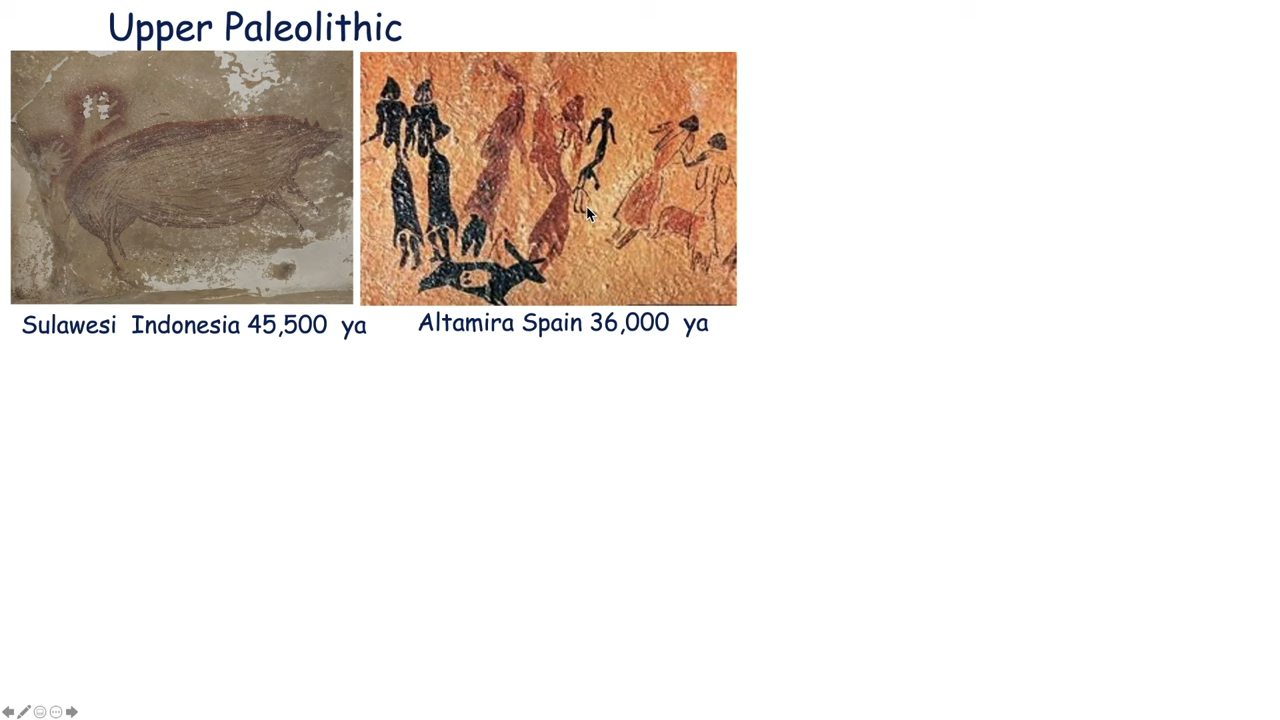 Upper Paleolithic
Sulawesi Indonesia 45,500 ya
Altamira Spain 36,000 ya